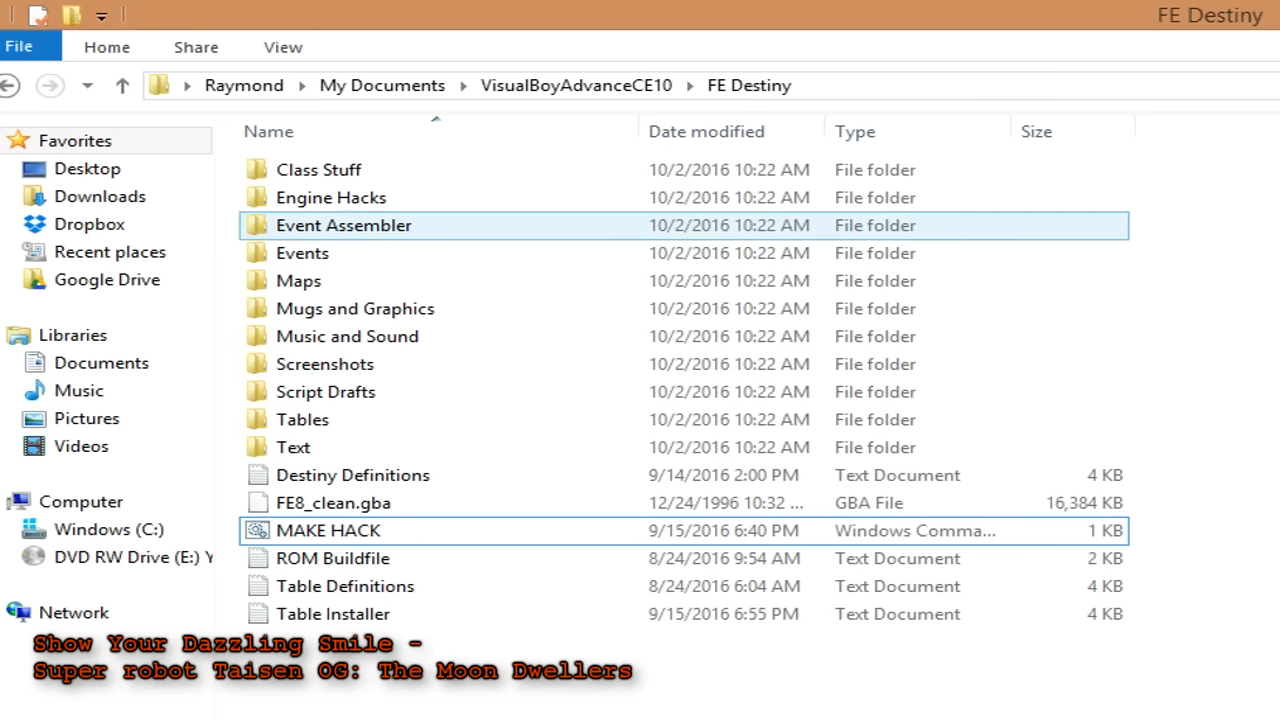 FE Destiny
File Home Share View
Raymond My Documents VisualBoyAdvanceCE10 FE Destiny
Name Date modified Type Size
Favorites
Desktop
Downloads
Dropbox
Recent places
Google Drive
Libraries
Documents
Music
Pictures
Videos
Computer
Windows (C:)
DVD RW Drive (E:) Y
Network
Class Stuff 10/2/2016 10:22 AM File folder
Engine Hacks 10/2/2016 10:22 AM File folder
Event Assembler 10/2/2016 10:22 AM File folder
Events 10/2/2016 10:22 AM File folder
Maps 10/2/2016 10:22 AM File folder
Mugs and Graphics 10/2/2016 10:22 AM File folder
Music and Sound 10/2/2016 10:22 AM File folder
Screenshots 10/2/2016 10:22 AM File folder
Script Drafts 10/2/2016 10:22 AM File folder
Tables 10/2/2016 10:22 AM File folder
Text 10/2/2016 10:22 AM File folder
Destiny Definitions 9/14/2016 2:00 PM Text Document 4 KB
FE8_clean.gba 12/24/1996 10:32 ... GBA File 16,384 KB
MAKE HACK 9/15/2016 6:40 PM Windows Comma... 1 KB
ROM Buildfile 8/24/2016 9:54 AM Text Document 2 KB
Table Definitions 8/24/2016 6:04 AM Text Document 4 KB
Table Installer 9/15/2016 6:55 PM Text Document 4 KB
Show Your Dazzling Smile -
Super robot Taisen OG: The Moon Dwellers